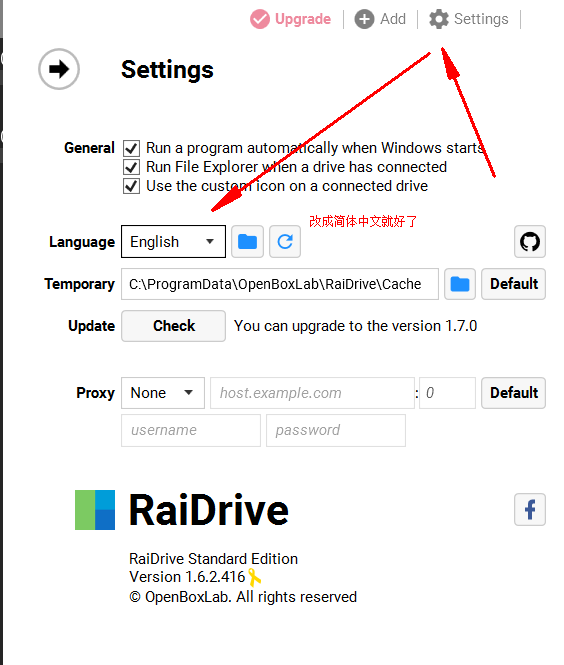 Upgrade Add Settings
Settings
General Run a program automatically when Windows starts
Run File Explorer when a drive has connected
Use the custom icon on a connected drive
改成简体中文就好了
Language English
Temporary C:\ProgramData\OpenBoxLab\RaiDrive\Cache Default
Update Check You can upgrade to the version 1.7.0
Proxy None host.example.com : 0 Default
username password
RaiDrive
RaiDrive Standard Edition
Version 1.6.2.416
© OpenBoxLab. All rights reserved